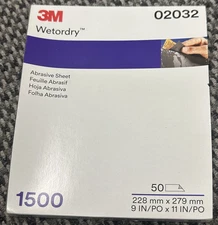 3M 02032
Wetordry™
Abrasive Sheet
Feuille Abrasif
Hoja Abrasiva
Folha Abrasiva
1500
50
228 mm x 279 mm
9 IN/PO x 11 IN/PO